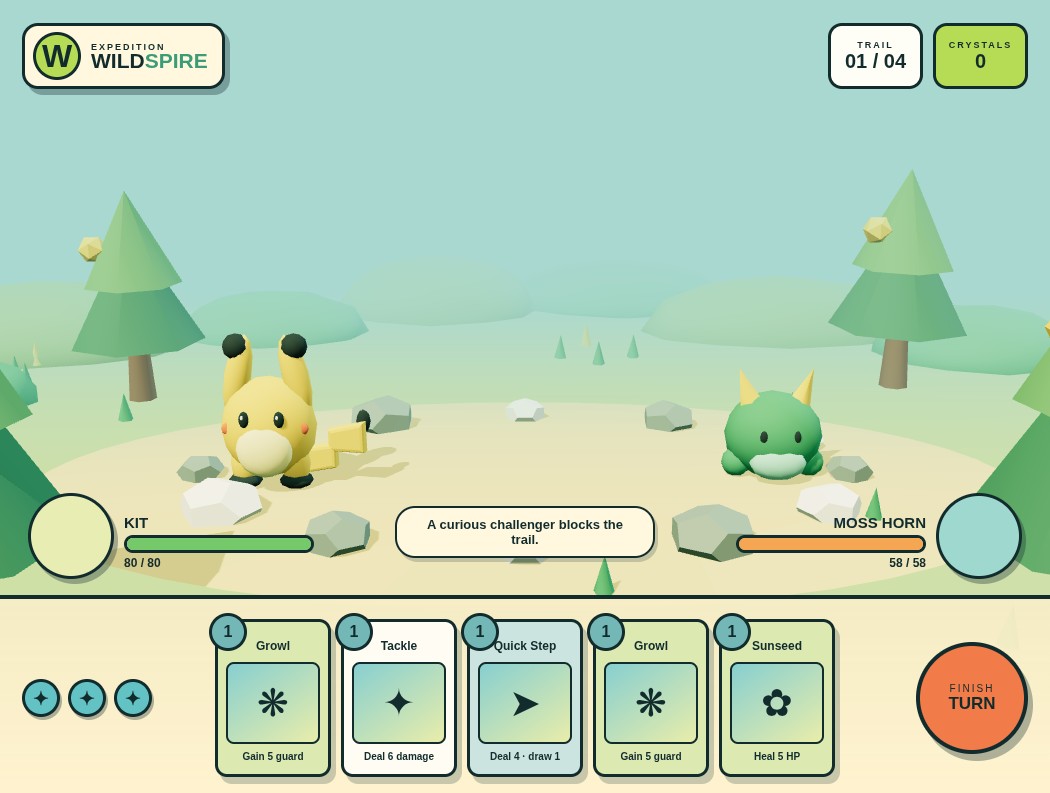 W
EXPEDITION
WILDSPIRE
TRAIL
01 / 04
CRYSTALS
0
KIT
80 / 80
A curious challenger blocks the
trail.
MOSS HORN
58 / 58
1
Growl
Gain 5 guard
1
Tackle
Deal 6 damage
1
Quick Step
Deal 4 · draw 1
1
Growl
Gain 5 guard
1
Sunseed
Heal 5 HP
FINISH
TURN